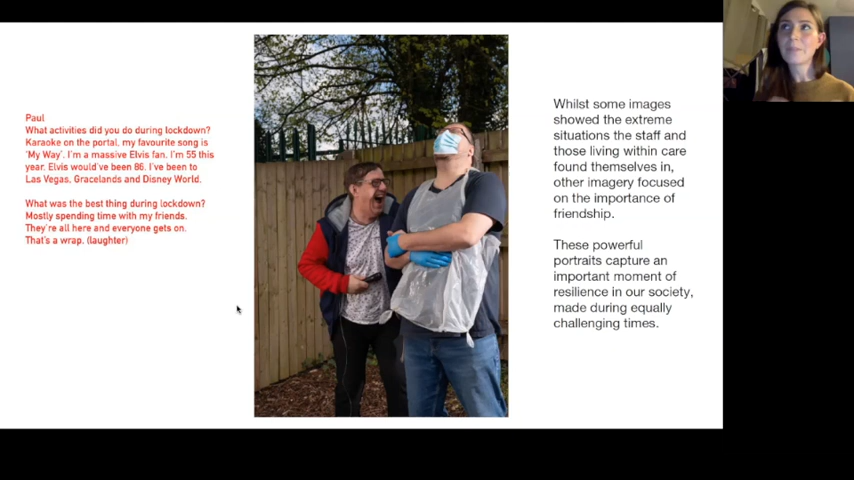 Paul
What activities did you do during lockdown?
Karaoke on the portal, my favourite song is
'My Way'. I'm a massive Elvis fan. I'm 55 this
year. Elvis would've been 86. I've been to
Las Vegas, Gracelands and Disney World.
What was the best thing during lockdown?
Mostly spending time with my friends.
They're all here and everyone gets on.
That's a wrap. (laughter)
Whilst some images
showed the extreme
situations the staff and
those living within care
found themselves in,
other imagery focused
on the importance of
friendship.
These powerful
portraits capture an
important moment of
resilience in our society,
made during equally
challenging times.